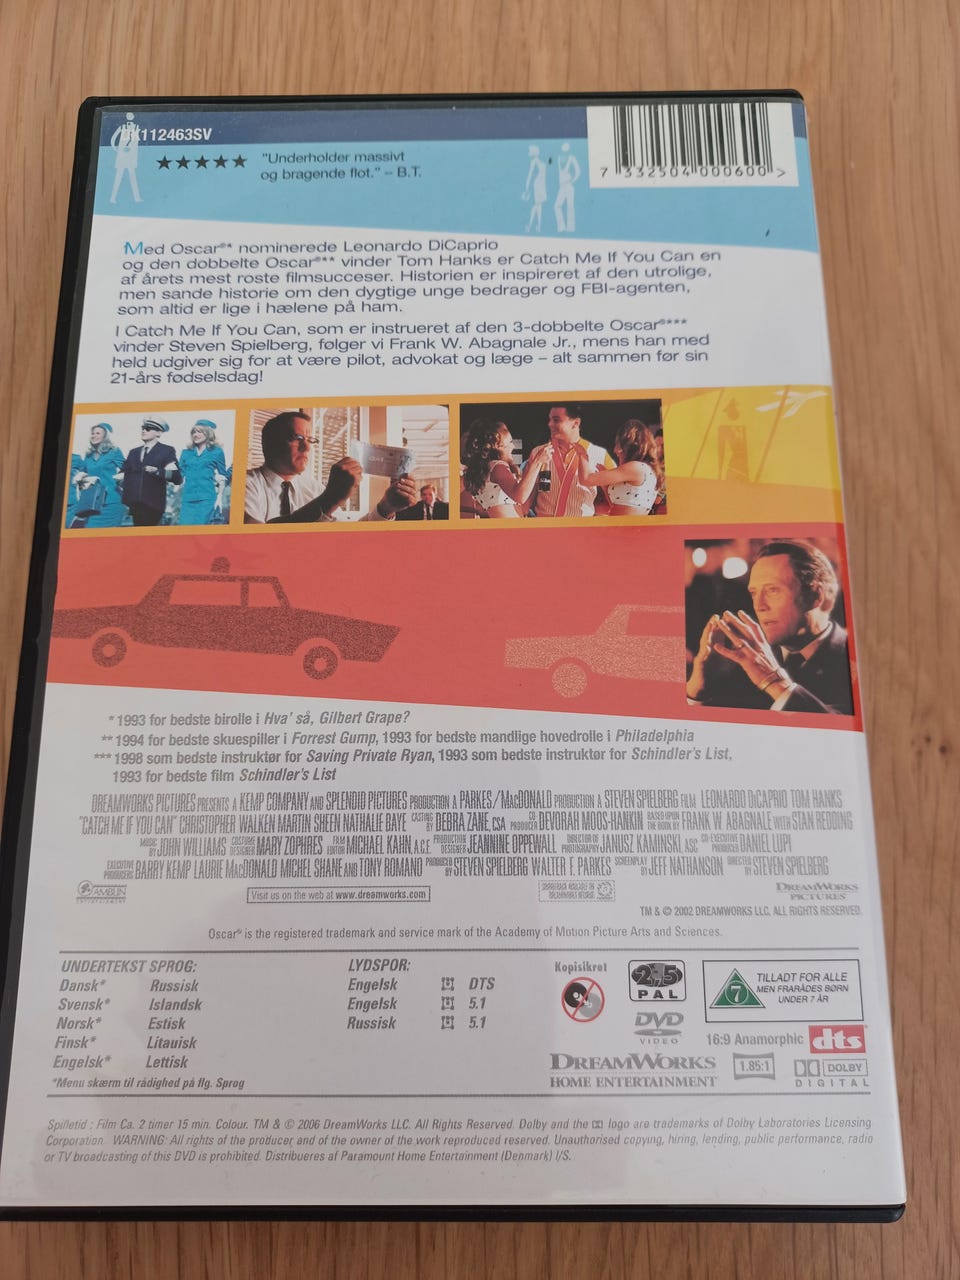 112463SV
★★★★★ "Underholder massivt
og bragende flot." – B.T.
7 332504 000600 >
Med Oscar®* nominerede Leonardo DiCaprio
og den dobbelte Oscar®** vinder Tom Hanks er Catch Me If You Can en
af årets mest roste filmsucceser. Historien er inspireret af den utrolige,
men sande historie om den dygtige unge bedrager og FBI-agenten,
som altid er lige i hælene på ham.
I Catch Me If You Can, som er instrueret af den 3-dobbelte Oscar®***
vinder Steven Spielberg, følger vi Frank W. Abagnale Jr., mens han med
held udgiver sig for at være pilot, advokat og læge – alt sammen før sin
21-års fødselsdag!
*1993 for bedste birolle i Hva' så, Gilbert Grape?
**1994 for bedste skuespiller i Forrest Gump, 1993 for bedste mandlige hovedrolle i Philadelphia
***1998 som bedste instruktør for Saving Private Ryan, 1993 som bedste instruktør for Schindler's List,
1993 for bedste film Schindler's List
DREAMWORKS PICTURES PRESENTS A KEMP COMPANY AND SPLENDID PICTURES PRODUCTION A PARKES/MACDONALD PRODUCTION A STEVEN SPIELBERG FILM LEONARDO DiCAPRIO TOM HANKS
"CATCH ME IF YOU CAN" CHRISTOPHER WALKEN MARTIN SHEEN NATHALIE BAYE CASTING BY DEBRA ZANE, CSA CO PRODUCER DEVORAH MOOS-HANKIN BASED UPON THE BOOK BY FRANK W. ABAGNALE WITH STAN REDDING
MUSIC BY JOHN WILLIAMS COSTUME DESIGNER MARY ZOPHRES FILM EDITOR MICHAEL KAHN, A.C.E. PRODUCTION DESIGNER JEANNINE OPPEWALL DIRECTOR OF PHOTOGRAPHY JANUSZ KAMINSKI, ASC CO-EXECUTIVE PRODUCER DANIEL LUPI
EXECUTIVE PRODUCERS BARRY KEMP LAURIE MACDONALD MICHEL SHANE AND TONY ROMANO PRODUCED BY STEVEN SPIELBERG WALTER F. PARKES SCREENPLAY BY JEFF NATHANSON DIRECTED BY STEVEN SPIELBERG
AMBLIN ENTERTAINMENT
Visit us on the web at www.dreamworks.com
SOUNDTRACK AVAILABLE ON DREAMWORKS RECORDS
DREAMWORKS PICTURES
TM & © 2002 DREAMWORKS LLC, ALL RIGHTS RESERVED.
Oscar® is the registered trademark and service mark of the Academy of Motion Picture Arts and Sciences.
UNDERTEKST SPROG:
Dansk* Russisk
Svensk* Islandsk
Norsk* Estisk
Finsk* Litauisk
Engelsk* Lettisk
*Menu skærm til rådighed på flg. Sprog
LYDSPOR:
Engelsk DTS
Engelsk 5.1
Russisk 5.1
Kopisikret
2,5
PAL
7
TILLADT FOR ALLE
MEN FRARÅDES BØRN
UNDER 7 ÅR
DVD
VIDEO
16:9 Anamorphic
dts
DREAMWORKS
HOME ENTERTAINMENT
1.85:1
DOLBY
DIGITAL
Spilletid : Film Ca. 2 timer 15 min. Colour. TM & © 2006 DreamWorks LLC. All Rights Reserved. Dolby and the logo are trademarks of Dolby Laboratories Licensing
Corporation. WARNING: All rights of the producer and of the owner of the work reproduced reserved. Unauthorised copying, hiring, lending, public performance, radio
or TV broadcasting of this DVD is prohibited. Distribueres af Paramount Home Entertainment (Denmark) I/S.